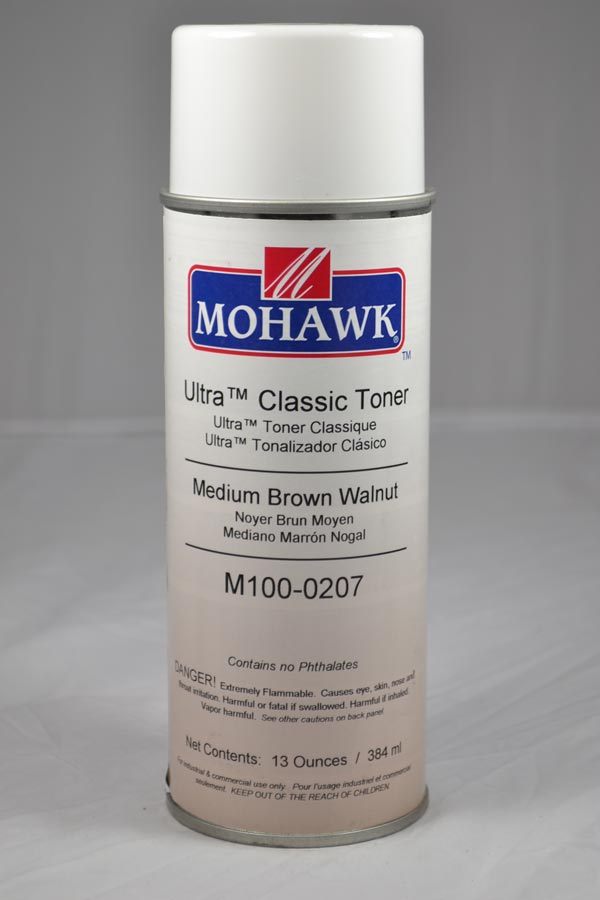 M
MOHAWK®
™
Ultra™ Classic Toner
Ultra™ Toner Classique
Ultra™ Tonalizador Clásico
Medium Brown Walnut
Noyer Brun Moyen
Mediano Marrón Nogal
M100-0207
Contains no Phthalates
DANGER! Extremely Flammable. Causes eye, skin, nose and
throat irritation. Harmful or fatal if swallowed. Harmful if inhaled.
Vapor harmful. See other cautions on back panel.
Net Contents: 13 Ounces / 384 ml
For industrial & commercial use only. Pour l'usage industriel et commercial
seulement. KEEP OUT OF THE REACH OF CHILDREN.